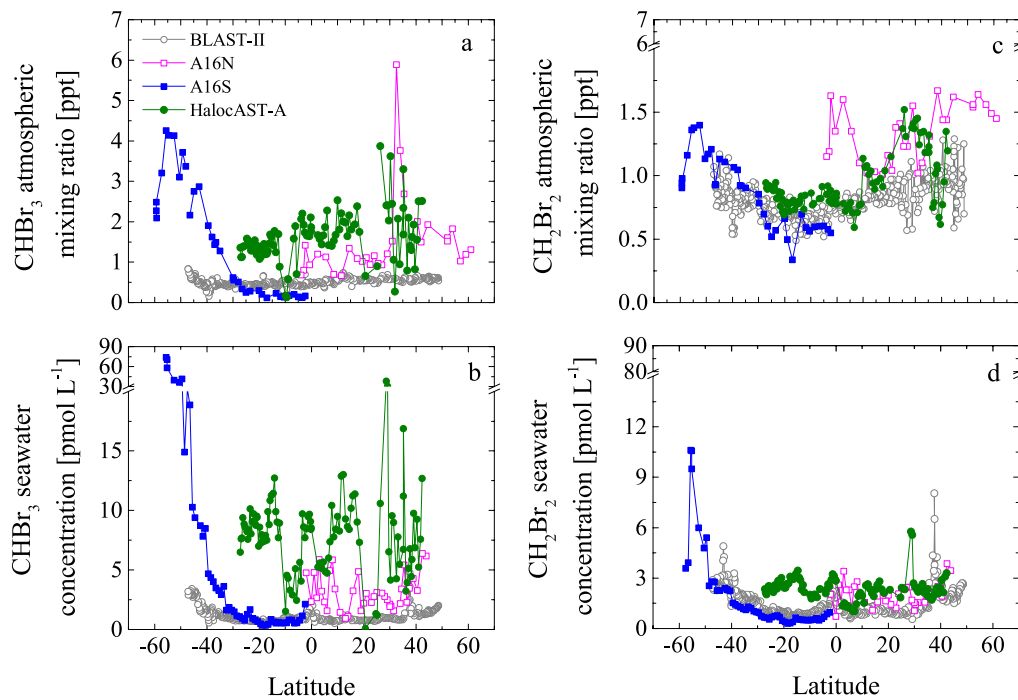 7
6
5
4
3
2
1
0
CHBr3 atmospheric
mixing ratio [ppt]
BLAST-II
A16N
A16S
HalocAST-A
a
7
6
1.5
1.0
0.5
0.0
CH2Br2 atmospheric
mixing ratio [ppt]
c
90
60
30
15
10
5
0
CHBr3 seawater
concentration [pmol L-1]
b
-60 -40 -20 0 20 40 60
Latitude
90
80
12
9
6
3
0
CH2Br2 seawater
concentration [pmol L-1]
d
-60 -40 -20 0 20 40 60
Latitude